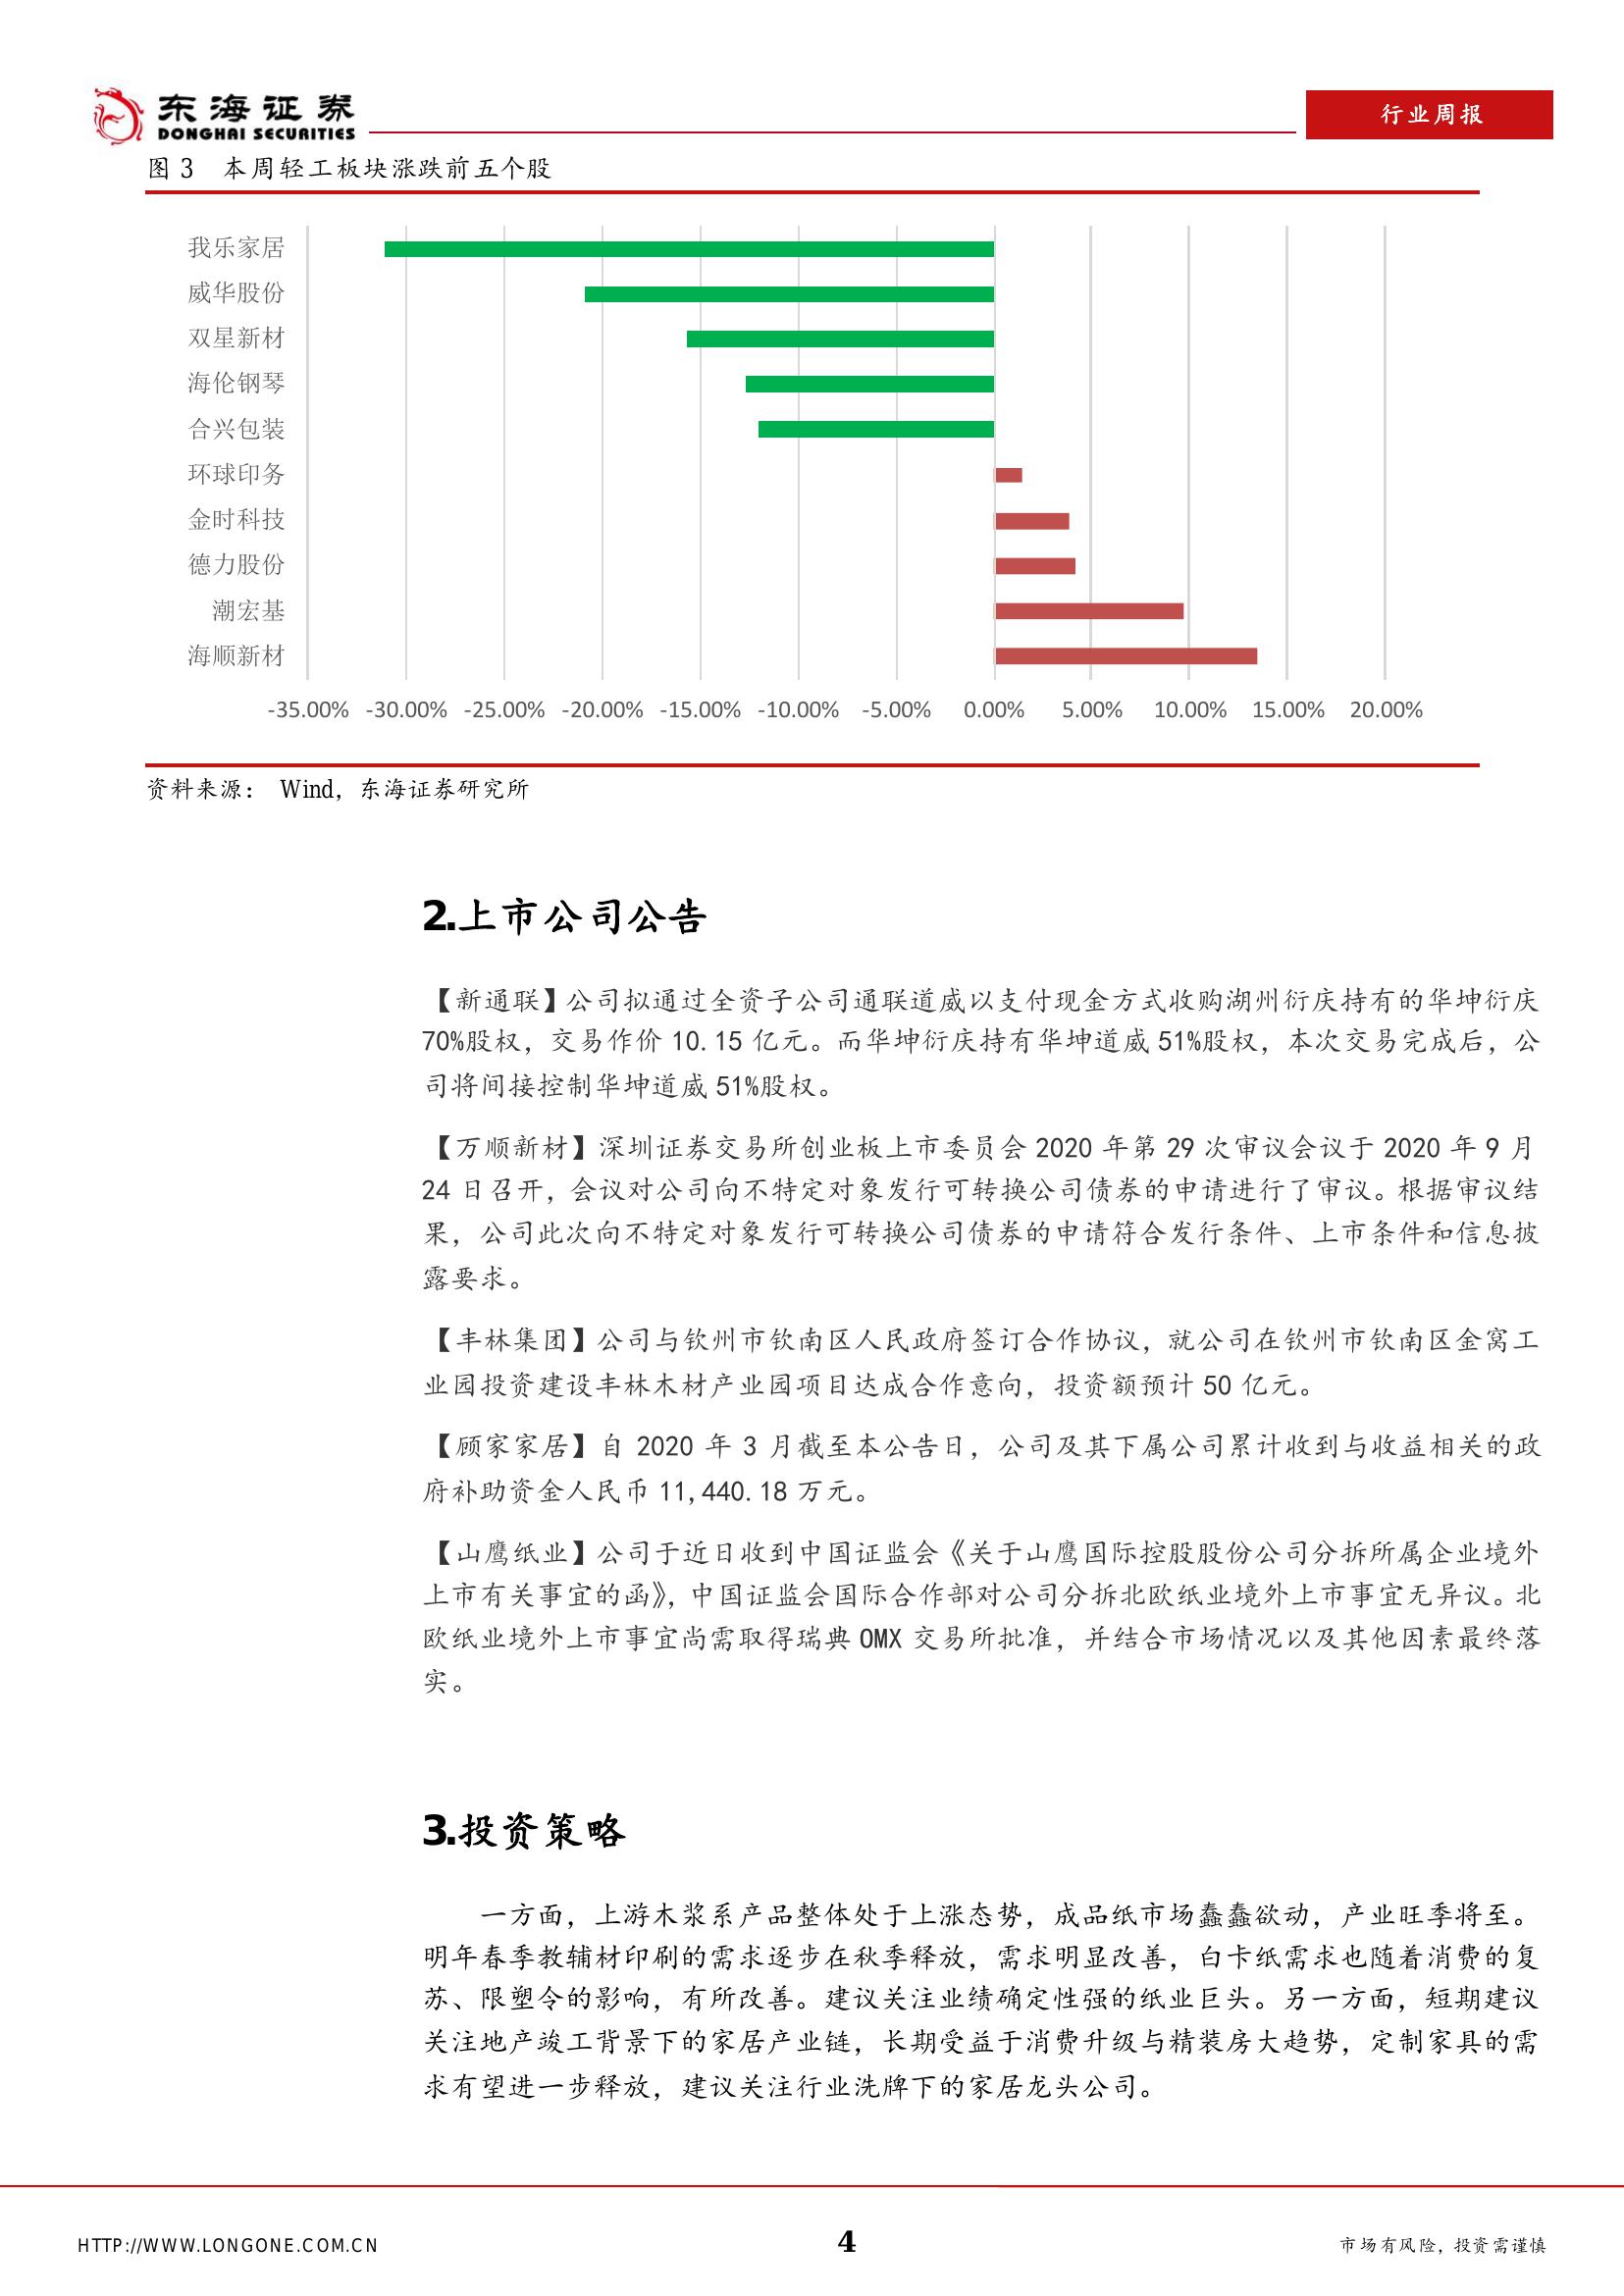 东海证券
DONGHAI SECURITIES
行业周报
图 3 本周轻工板块涨跌前五个股
我乐家居
威华股份
双星新材
海伦钢琴
合兴包装
环球印务
金时科技
德力股份
潮宏基
海顺新材
-35.00% -30.00% -25.00% -20.00% -15.00% -10.00% -5.00% 0.00% 5.00% 10.00% 15.00% 20.00%
资料来源： Wind，东海证券研究所
2.上市公司公告
【新通联】公司拟通过全资子公司通联道威以支付现金方式收购湖州衍庆持有的华坤衍庆
70%股权，交易作价 10.15 亿元。而华坤衍庆持有华坤道威 51%股权，本次交易完成后，公
司将间接控制华坤道威 51%股权。
【万顺新材】深圳证券交易所创业板上市委员会 2020 年第 29 次审议会议于 2020 年 9 月
24 日召开，会议对公司向不特定对象发行可转换公司债券的申请进行了审议。根据审议结
果，公司此次向不特定对象发行可转换公司债券的申请符合发行条件、上市条件和信息披
露要求。
【丰林集团】公司与钦州市钦南区人民政府签订合作协议，就公司在钦州市钦南区金窝工
业园投资建设丰林木材产业园项目达成合作意向，投资额预计 50 亿元。
【顾家家居】自 2020 年 3 月截至本公告日，公司及其下属公司累计收到与收益相关的政
府补助资金人民币 11,440.18 万元。
【山鹰纸业】公司于近日收到中国证监会《关于山鹰国际控股股份公司分拆所属企业境外
上市有关事宜的函》，中国证监会国际合作部对公司分拆北欧纸业境外上市事宜无异议。北
欧纸业境外上市事宜尚需取得瑞典 OMX 交易所批准，并结合市场情况以及其他因素最终落
实。
3.投资策略
一方面，上游木浆系产品整体处于上涨态势，成品纸市场蠢蠢欲动，产业旺季将至。
明年春季教辅材印刷的需求逐步在秋季释放，需求明显改善，白卡纸需求也随着消费的复
苏、限塑令的影响，有所改善。建议关注业绩确定性强的纸业巨头。另一方面，短期建议
关注地产竣工背景下的家居产业链，长期受益于消费升级与精装房大趋势，定制家具的需
求有望进一步释放，建议关注行业洗牌下的家居龙头公司。
HTTP://WWW.LONGONE.COM.CN
4
市场有风险，投资需谨慎